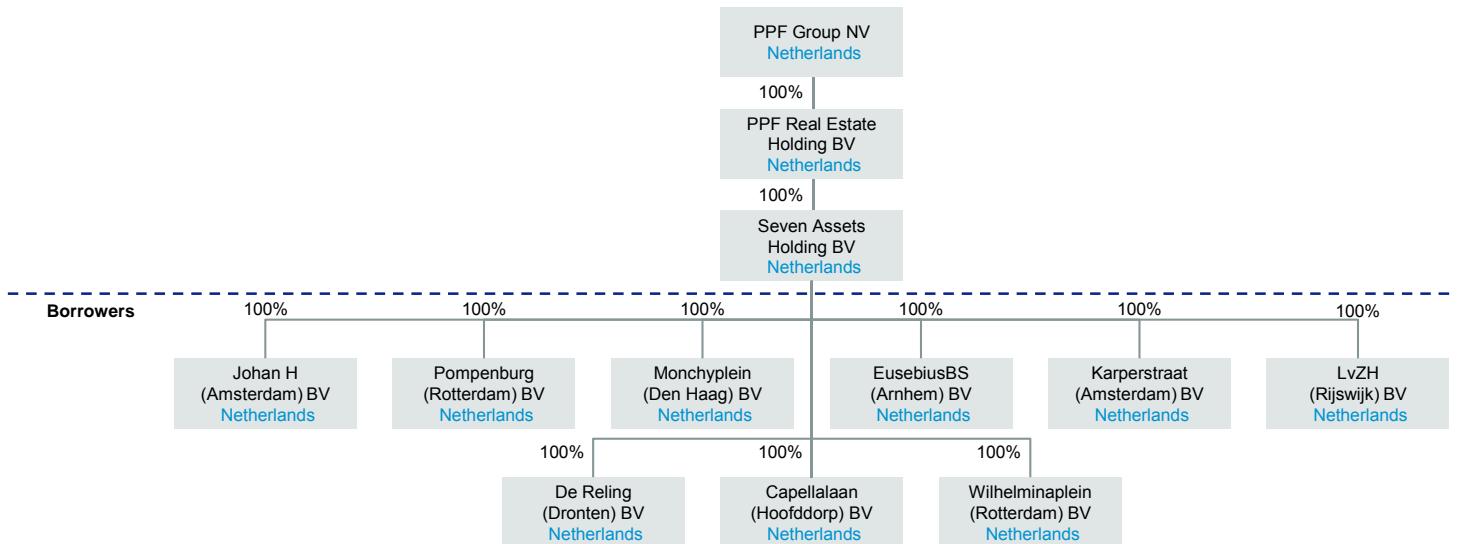 PPF Group NV
Netherlands
100%
PPF Real Estate
Holding BV
Netherlands
100%
Seven Assets
Holding BV
Netherlands
Borrowers
100%
100%
100%
100%
100%
100%
Johan H
(Amsterdam) BV
Netherlands
Pompenburg
(Rotterdam) BV
Netherlands
Monchyplein
(Den Haag) BV
Netherlands
EusebiusBS
(Arnhem) BV
Netherlands
Karperstraat
(Amsterdam) BV
Netherlands
LvZH
(Rijswijk) BV
Netherlands
100%
100%
100%
De Reling
(Dronten) BV
Netherlands
Capellalaan
(Hoofddorp) BV
Netherlands
Wilhelminaplein
(Rotterdam) BV
Netherlands